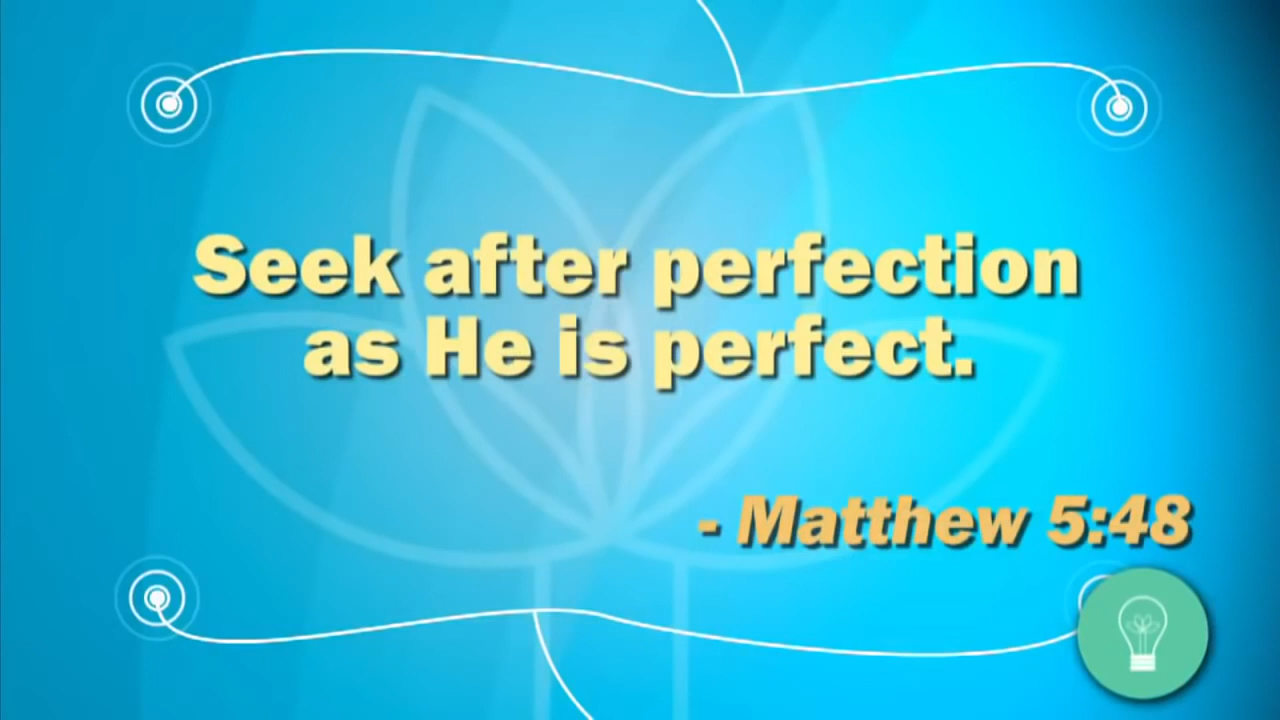 Seek after perfection
as He is perfect.
- Matthew 5:48